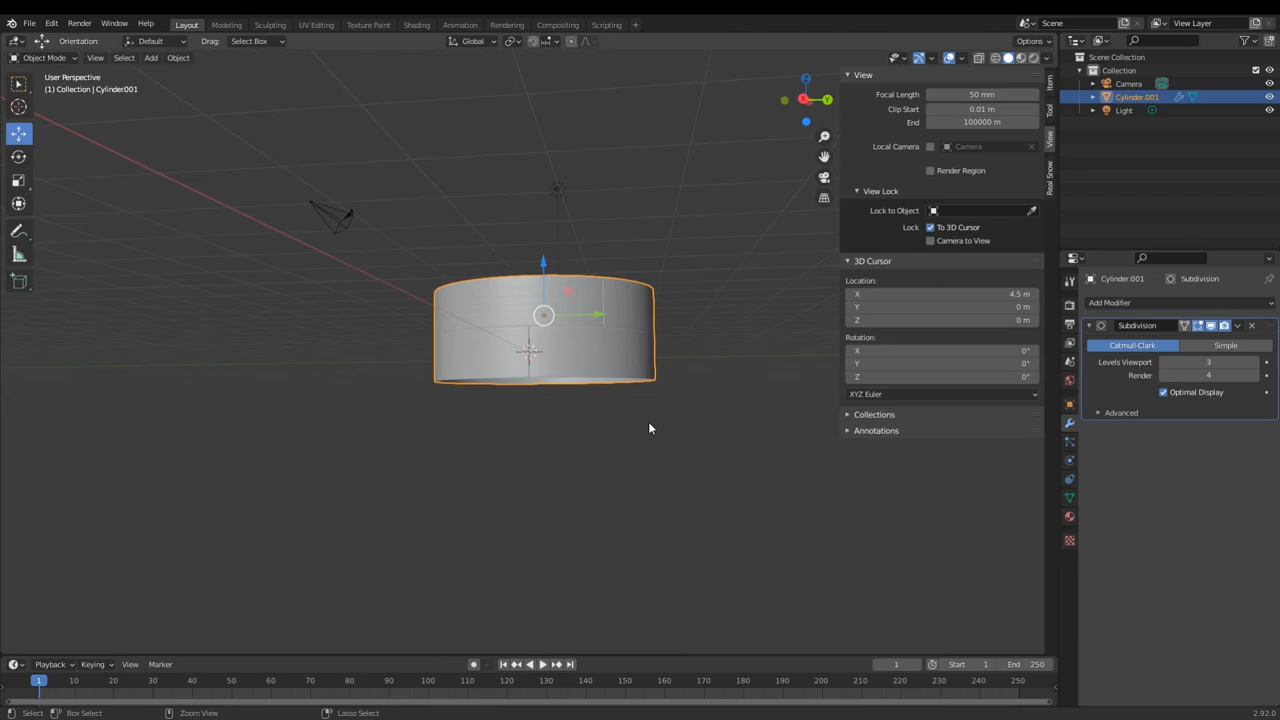 File Edit Render Window Help Layout Modeling Sculpting UV Editing Texture Paint Shading Animation Rendering Compositing Scripting + Scene View Layer
Orientation: Default Drag: Select Box Global Options
Object Mode View Select Add Object
User Perspective
(1) Collection | Cylinder.001
Z
X
Y
View
Focal Length 50 mm
Clip Start 0.01 m
End 100000 m
Local Camera Camera
Render Region
View Lock
Lock to Object
Lock To 3D Cursor
Camera to View
3D Cursor
Location:
X 4.5 m
Y 0 m
Z 0 m
Rotation:
X 0°
Y 0°
Z 0°
XYZ Euler
Collections
Annotations
Item
Tool
View
Real Snow
Scene Collection
Collection
Camera
Cylinder.001
Light
Cylinder.001 Subdivision
Add Modifier
Subdivision
Catmull-Clark Simple
Levels Viewport 3
Render 4
Optimal Display
Advanced
Playback Keying View Marker 1 Start 1 End 250
1 10 20 30 40 50 60 70 80 90 100 110 120 130 140 150 160 170 180 190 200 210 220 230 240 250
Select Box Select Zoom View Lasso Select 2.92.0